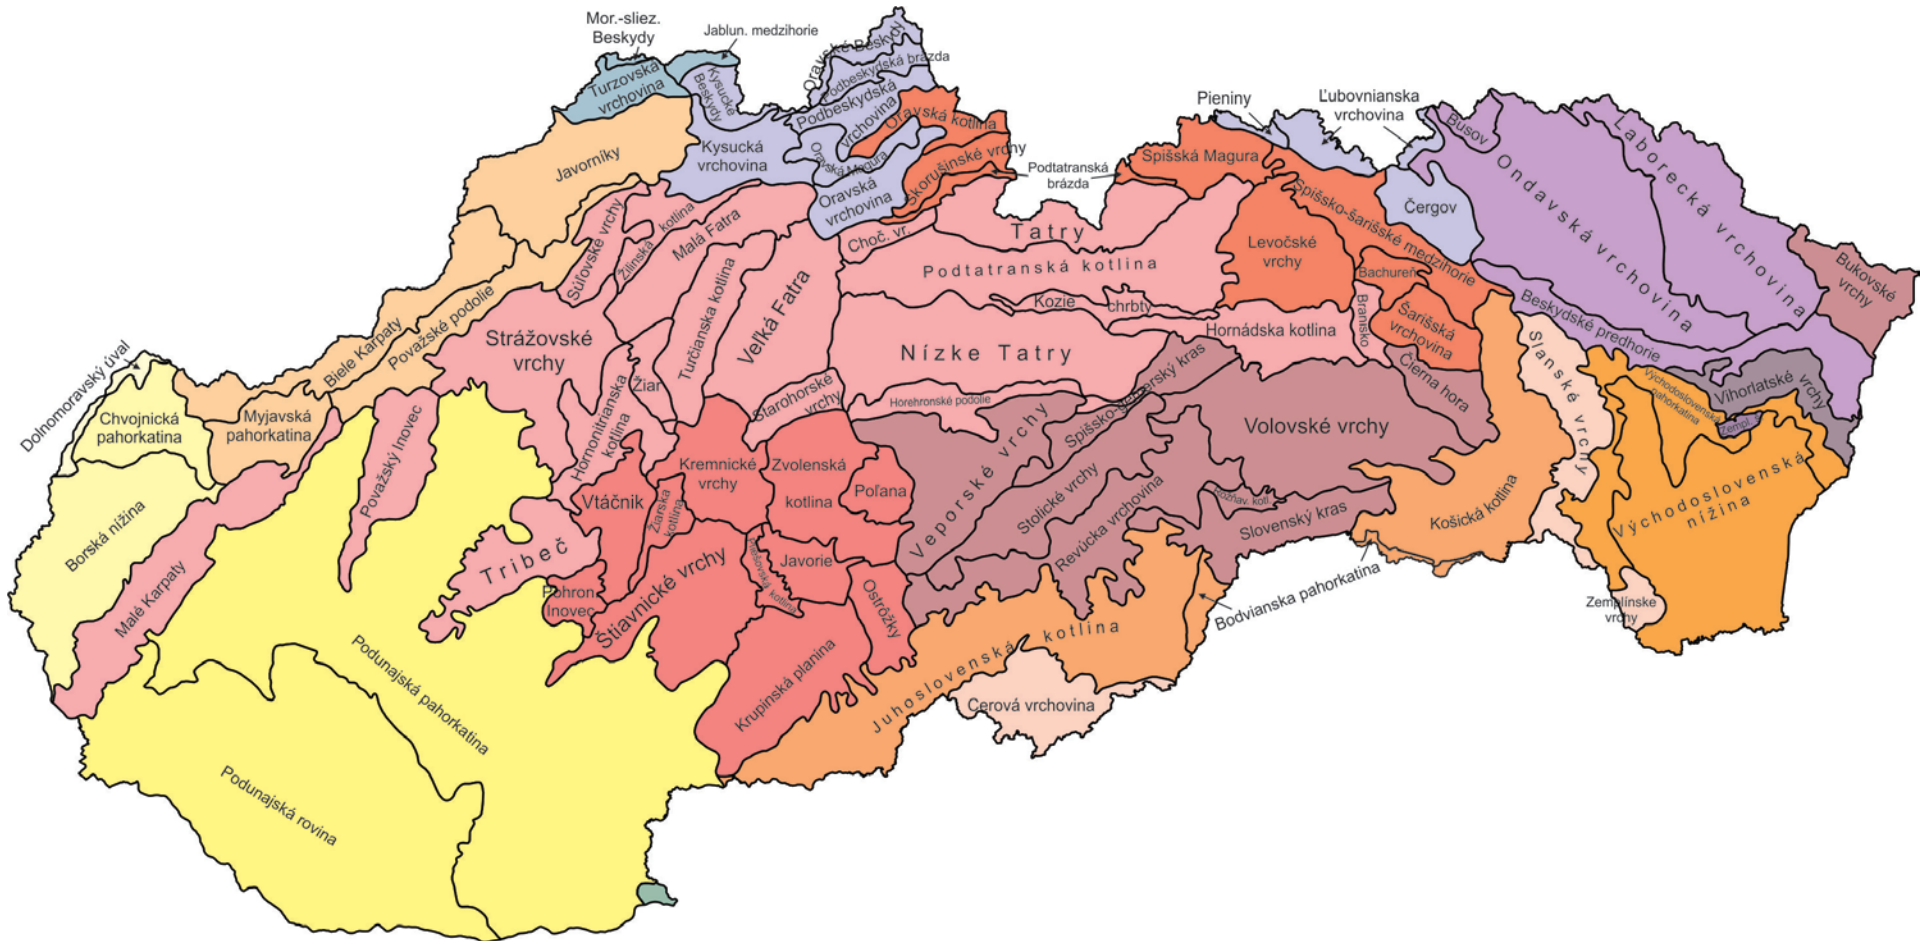 Mor.-sliez.
Beskydy
Jablun. medzihorie
Turzovská
vrchovina
Kysucké
Beskydy
Oravské Beskydy
Podbeskydská brázda
Podbeskydská
vrchovina
Oravská kotlina
Oravská Magura
Skorušinské vrchy
Oravská
vrchovina
Kysucká
vrchovina
Javorníky
Podtatranská
brázda
Pieniny
Ľubovnianska
vrchovina
Spišská Magura
Spišsko-šarišské medzihorie
Čergov
Busov
Ondavská vrchovina
Laborecká vrchovina
Bukovské
vrchy
Beskydské predhorie
Súľovské vrchy
Žilinská kotlina
Malá Fatra
Choč. vr.
Tatry
Podtatranská kotlina
Levočské
vrchy
Bachureň
Branisko
Šarišská
vrchovina
Kozie
chrbty
Hornádska kotlina
Nízke Tatry
Veľká Fatra
Turčianska kotlina
Strážovské
vrchy
Žiar
Hornonitrianska
kotlina
Starohorské
vrchy
Horehronské podolie
Spišsko-gemerský kras
Čierna hora
Slanské vrchy
Vihorlatské
vrchy
Východoslovenská
pahorkatina
Zempl.
Východoslovenská
nížina
Biele Karpaty
Považské podolie
Dolnomoravský úval
Chvojnická
pahorkatina
Myjavská
pahorkatina
Považský Inovec
Borská nížina
Malé Karpaty
Tribeč
Vtáčnik
Kremnické
vrchy
Žiarska
kotlina
Zvolenská
kotlina
Poľana
Veporské vrchy
Stolické vrchy
Revúcka vrchovina
Volovské vrchy
Rožňav. kotl.
Slovenský kras
Košická kotlina
Pohron.
Inovec
Štiavnické vrchy
Pliešovská kotlina
Javorie
Ostrôžky
Krupinská planina
Juhoslovenská kotlina
Bodvianska pahorkatina
Cerová vrchovina
Zemplínske
vrchy
Podunajská pahorkatina
Podunajská rovina